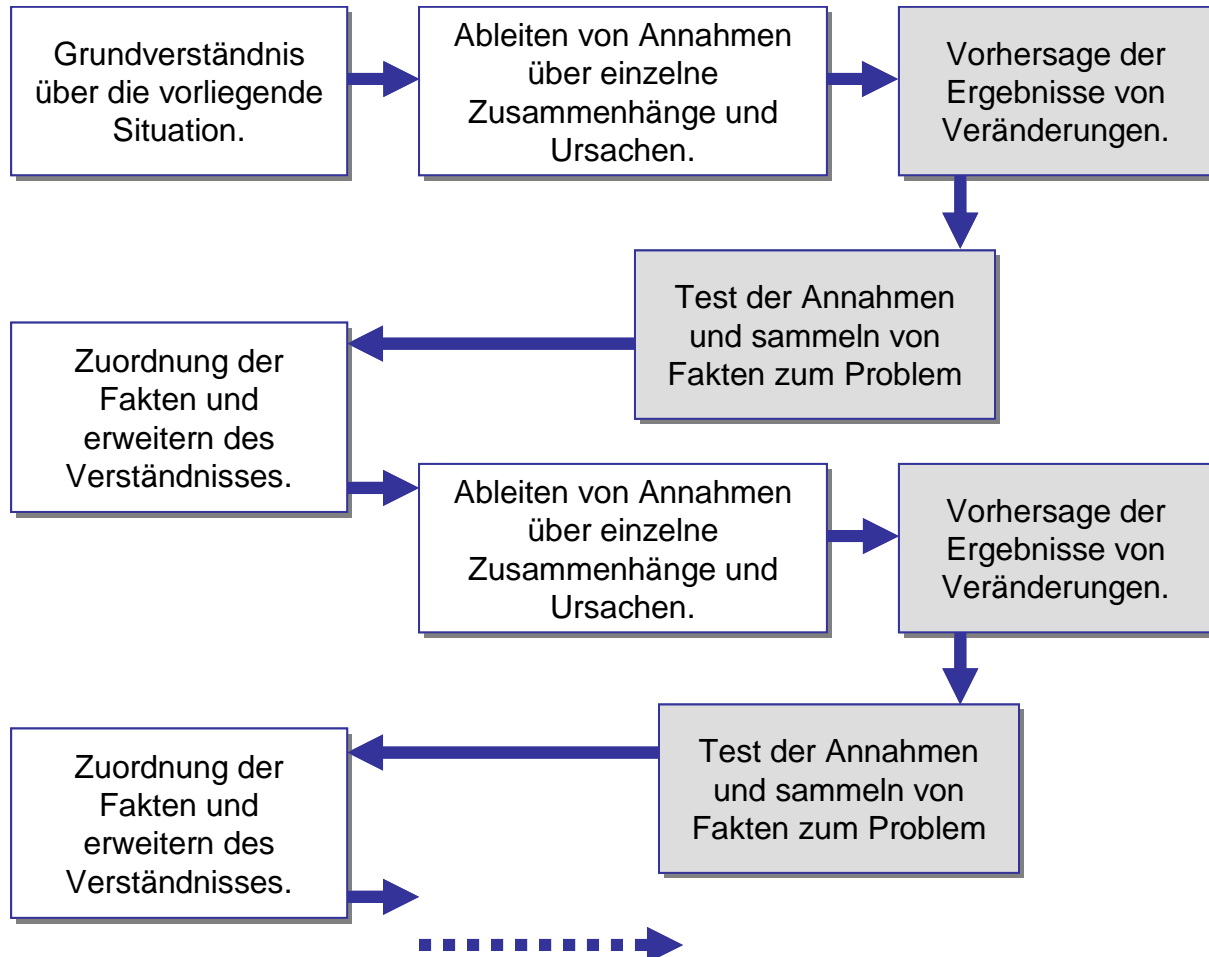 Grundverständnis
über die vorliegende
Situation.
Ableiten von Annahmen
über einzelne
Zusammenhänge und
Ursachen.
Vorhersage der
Ergebnisse von
Veränderungen.
Test der Annahmen
und sammeln von
Fakten zum Problem
Zuordnung der
Fakten und
erweitern des
Verständnisses.
Ableiten von Annahmen
über einzelne
Zusammenhänge und
Ursachen.
Vorhersage der
Ergebnisse von
Veränderungen.
Test der Annahmen
und sammeln von
Fakten zum Problem
Zuordnung der
Fakten und
erweitern des
Verständnisses.